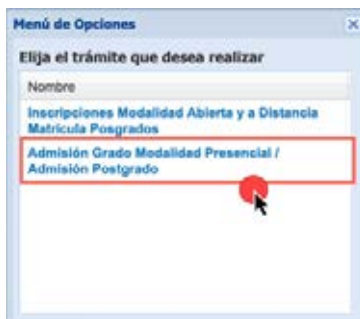 Menú de Opciones
Elija el trámite que desea realizar
Nombre
Inscripciones Modalidad Abierta y a Distancia
Matrícula Posgrados
Admisión Grado Modalidad Presencial /
Admisión Postgrado